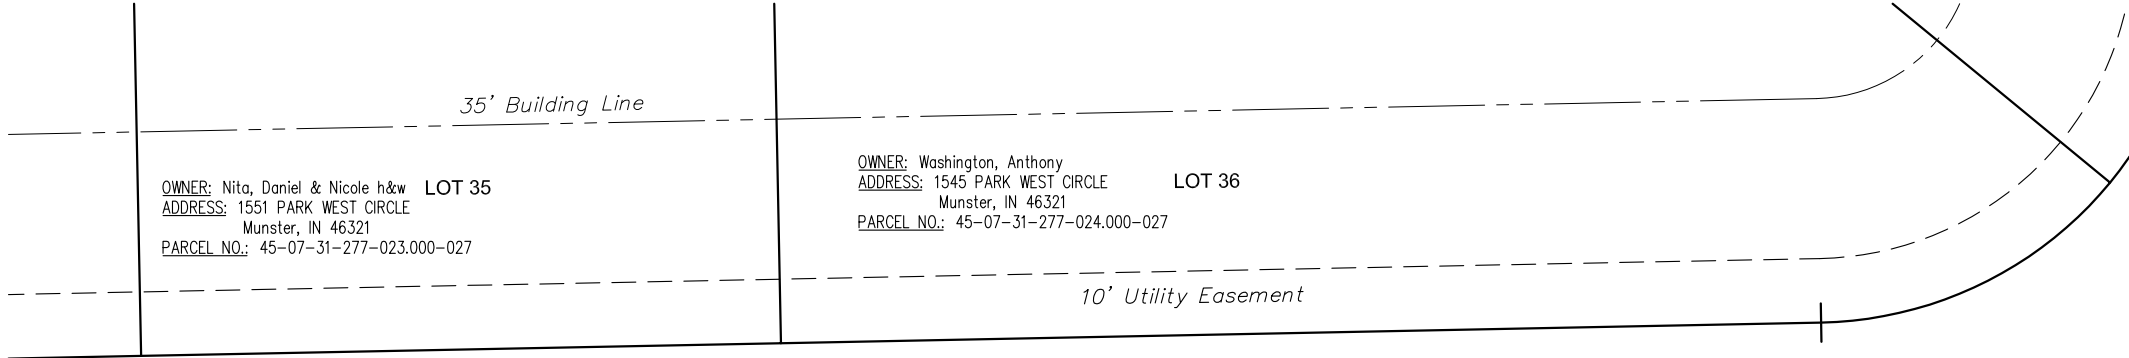 35' Building Line
OWNER: Nita, Daniel & Nicole h&w LOT 35
ADDRESS: 1551 PARK WEST CIRCLE
Munster, IN 46321
PARCEL NO.: 45-07-31-277-023.000-027
OWNER: Washington, Anthony
ADDRESS: 1545 PARK WEST CIRCLE LOT 36
Munster, IN 46321
PARCEL NO.: 45-07-31-277-024.000-027
10' Utility Easement